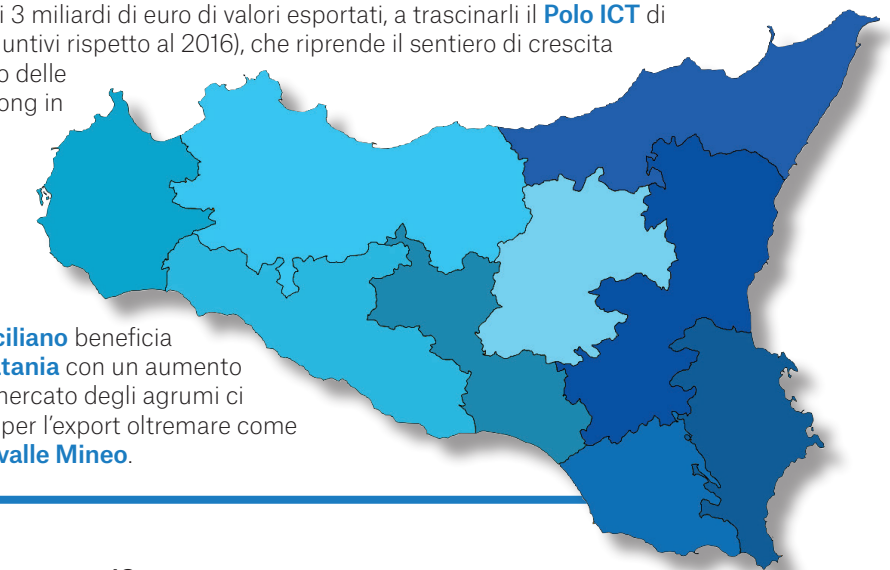 i 3 miliardi di euro di valori esportati, a trascinarli il Polo ICT di
untivi rispetto al 2016), che riprende il sentiero di crescita
o delle
ong in
ciliano beneficia
atania con un aumento
mercato degli agrumi ci
per l'export oltremare come
valle Mineo.